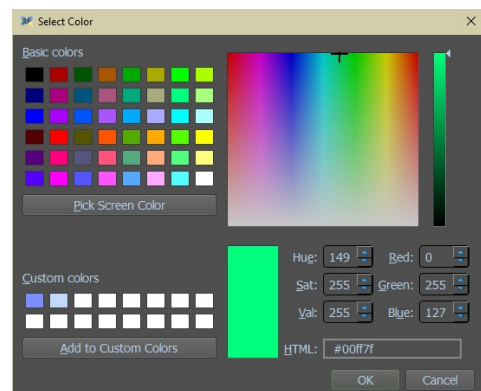 Select Color
Basic colors
Pick Screen Color
Custom colors
Add to Custom Colors
Hue: 149 Red: 0
Sat: 255 Green: 255
Val: 255 Blue: 127
HTML: #00ff7f
OK Cancel